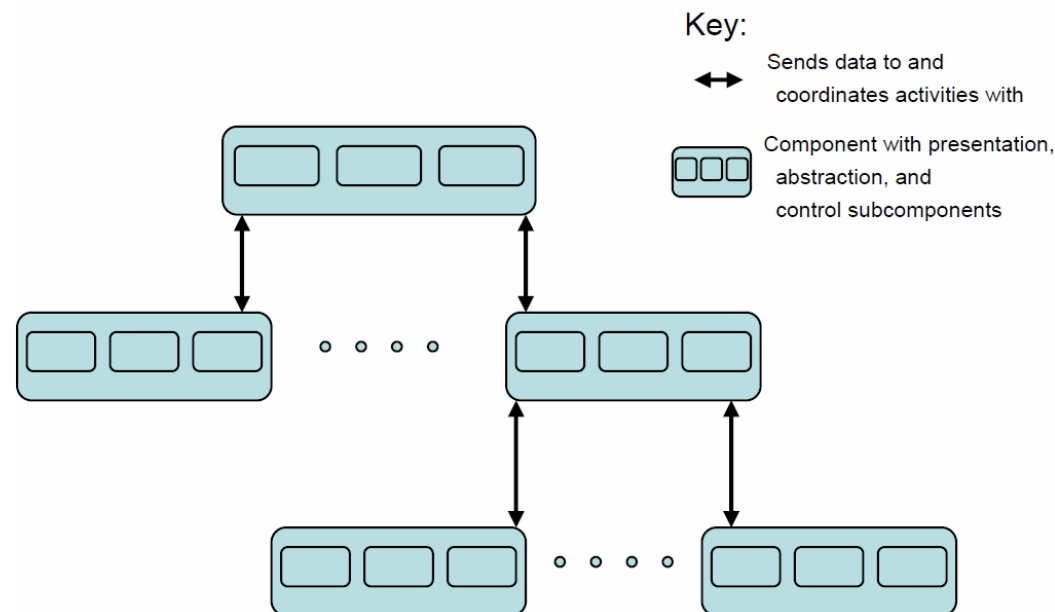 Key:
Sends data to and
coordinates activities with
Component with presentation,
abstraction, and
control subcomponents